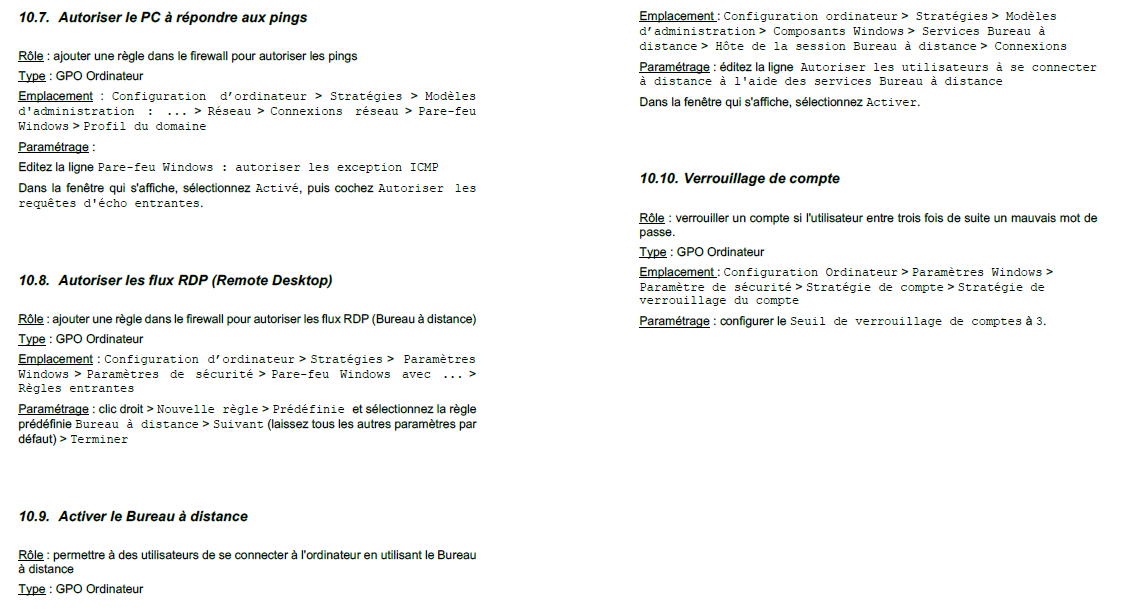 10.7. Autoriser le PC à répondre aux pings
Rôle : ajouter une règle dans le firewall pour autoriser les pings
Type : GPO Ordinateur
Emplacement : Configuration d’ordinateur > Stratégies > Modèles
d'administration : ... > Réseau > Connexions réseau > Pare-feu
Windows > Profil du domaine
Paramétrage :
Editez la ligne Pare-feu Windows : autoriser les exception ICMP
Dans la fenêtre qui s'affiche, sélectionnez Activé, puis cochez Autoriser les
requêtes d'écho entrantes.
10.8. Autoriser les flux RDP (Remote Desktop)
Rôle : ajouter une règle dans le firewall pour autoriser les flux RDP (Bureau à distance)
Type : GPO Ordinateur
Emplacement : Configuration d’ordinateur > Stratégies > Paramètres
Windows > Paramètres de sécurité > Pare-feu Windows avec ... >
Règles entrantes
Paramétrage : clic droit > Nouvelle règle > Prédéfinie et sélectionnez la règle
prédéfinie Bureau à distance > Suivant (laissez tous les autres paramètres par
défaut) > Terminer
10.9. Activer le Bureau à distance
Rôle : permettre à des utilisateurs de se connecter à l'ordinateur en utilisant le Bureau
à distance
Type : GPO Ordinateur
Emplacement : Configuration ordinateur > Stratégies > Modèles
d’administration > Composants Windows > Services Bureau à
distance > Hôte de la session Bureau à distance > Connexions
Paramétrage : éditez la ligne Autoriser les utilisateurs à se connecter
à distance à l'aide des services Bureau à distance
Dans la fenêtre qui s'affiche, sélectionnez Activer.
10.10. Verrouillage de compte
Rôle : verrouiller un compte si l'utilisateur entre trois fois de suite un mauvais mot de
passe.
Type : GPO Ordinateur
Emplacement : Configuration Ordinateur > Paramètres Windows >
Paramètre de sécurité > Stratégie de compte > Stratégie de
verrouillage du compte
Paramétrage : configurer le Seuil de verrouillage de comptes à 3.